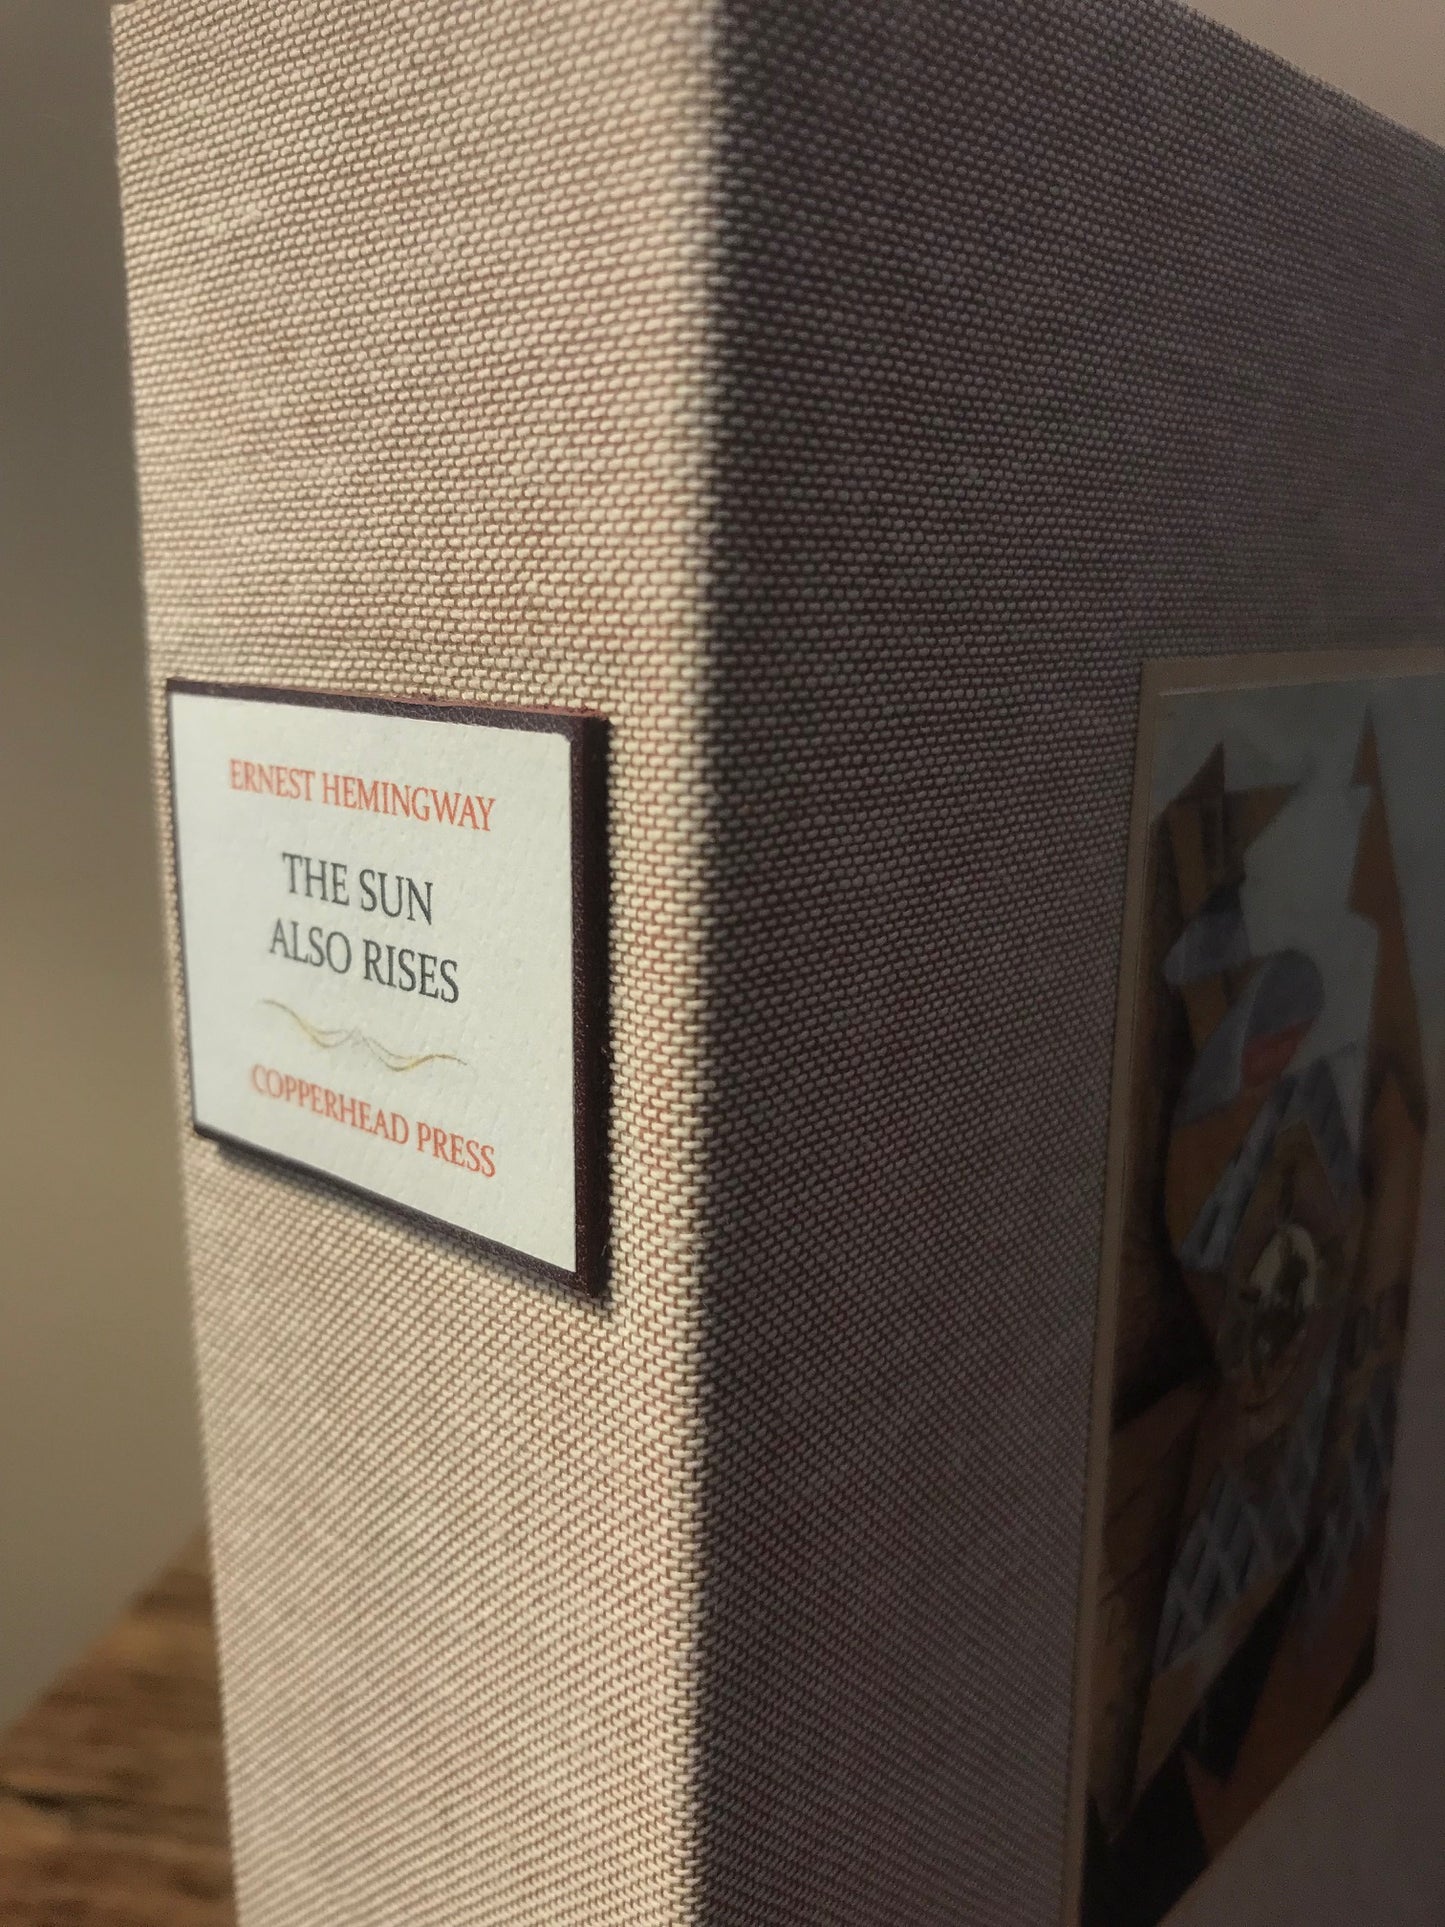 ERNEST HEMINGWAY
THE SUN
ALSO RISES
COPPERHEAD PRESS